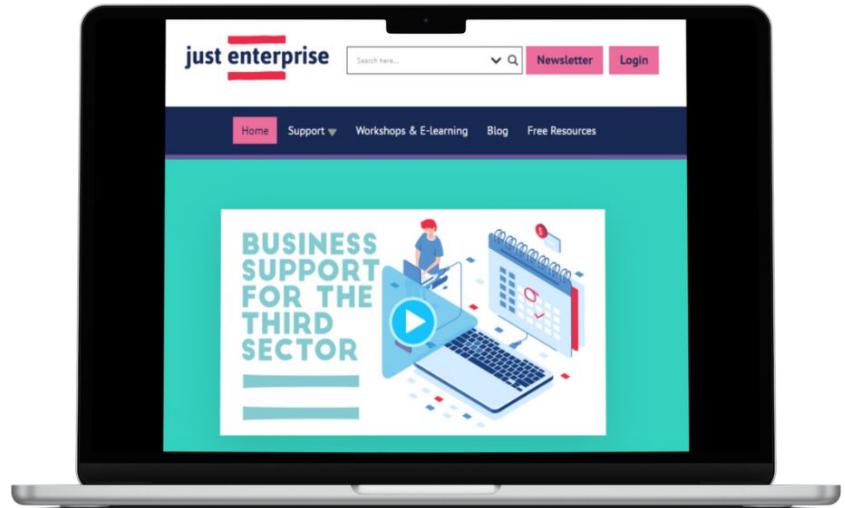 just enterprise
Search here...
Newsletter
Login
Home
Support
Workshops & E-learning
Blog
Free Resources
BUSINESS
SUPPORT
FOR THE
THIRD
SECTOR